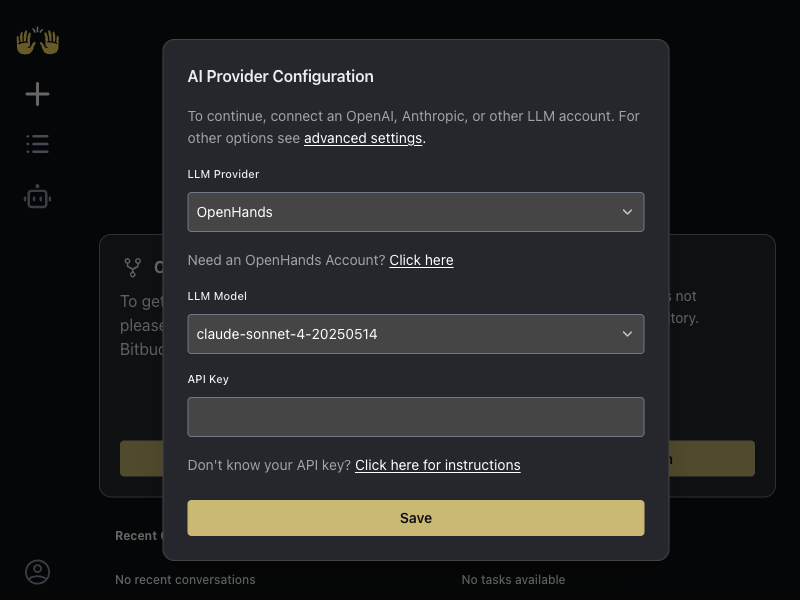 AI Provider Configuration
To continue, connect an OpenAI, Anthropic, or other LLM account. For
other options see advanced settings.
LLM Provider
OpenHands
Need an OpenHands Account? Click here
LLM Model
claude-sonnet-4-20250514
API Key
Don't know your API key? Click here for instructions
Save
To get
please
not
Recent
No recent conversations
No tasks available